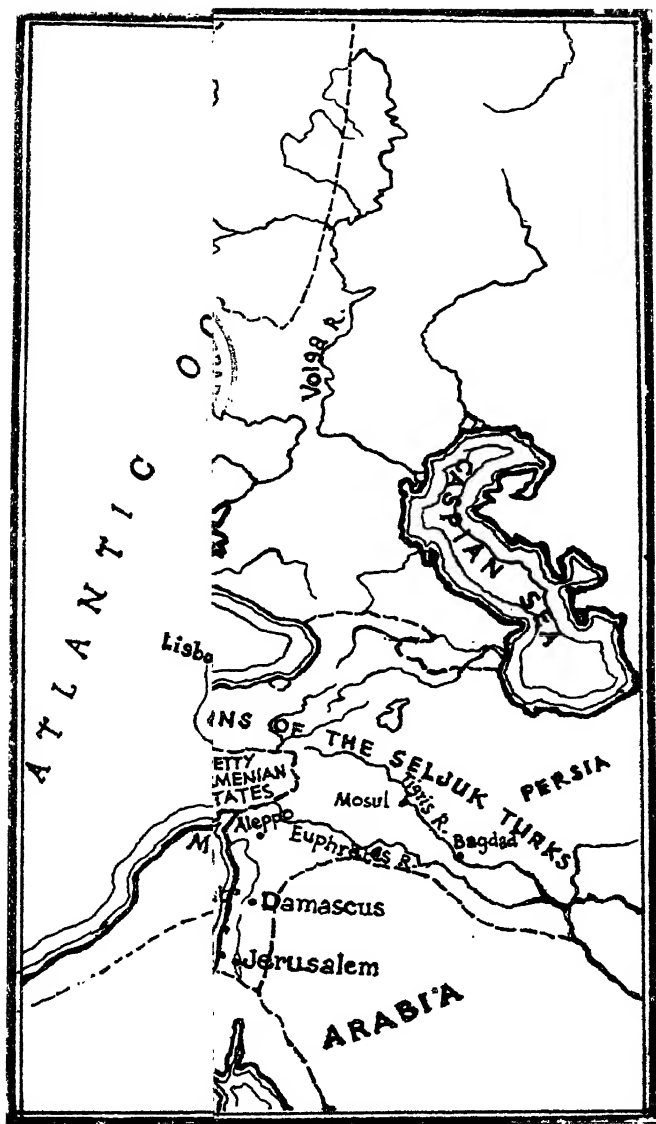 Volga R.
ATLANTIC O
CASPIAN SEA
Lisbo
NS OF THE SELJUK TURKS
ETTY
MENIAN
TATES
PERSIA
Mosul
Tigris R.
Aleppo
M
Euphrates R.
Bagdad
Damascus
Jerusalem
ARABIA